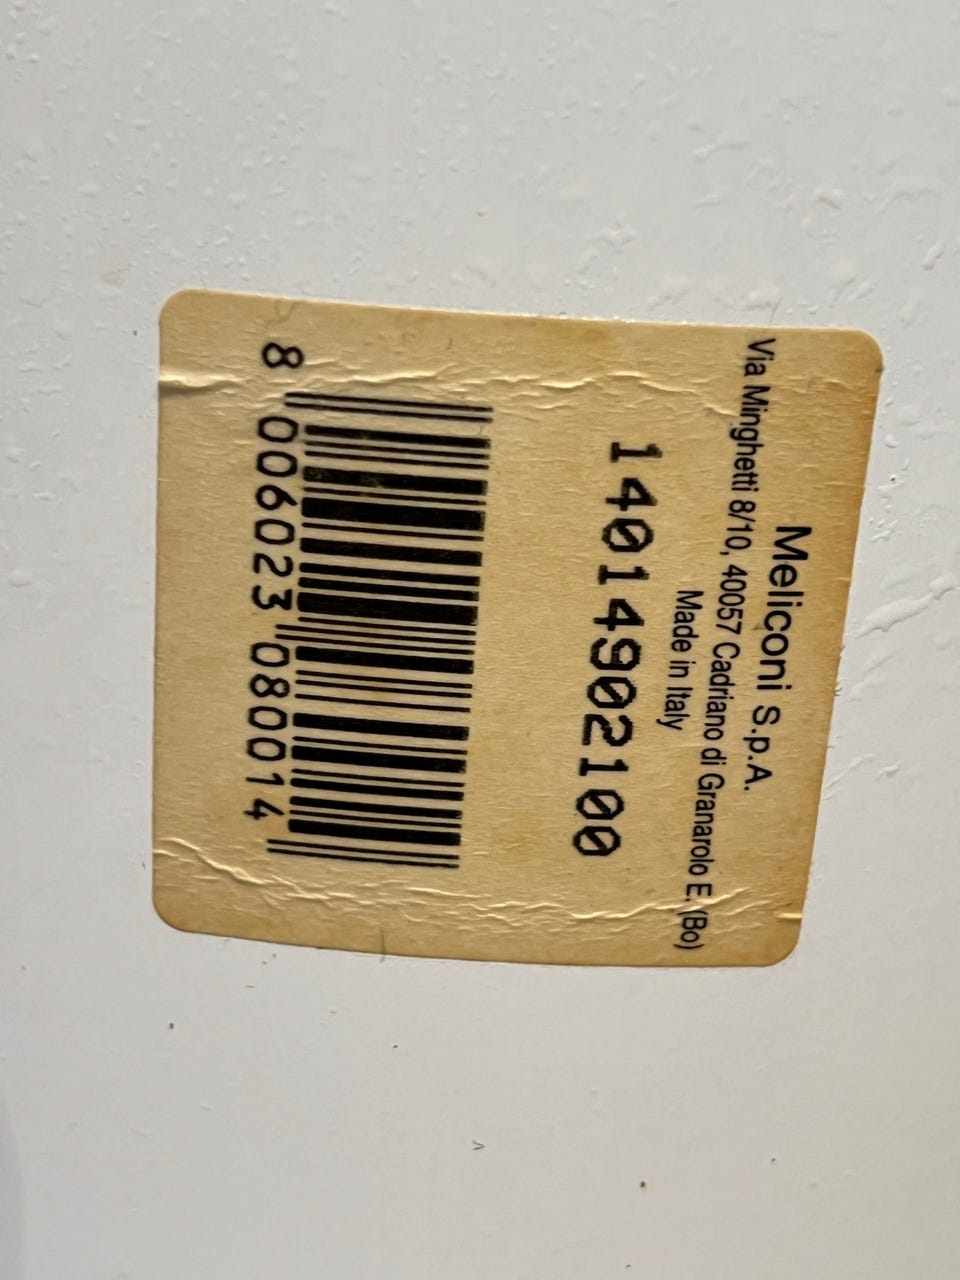 Meliconi S.p.A.
Via Minghetti 8/10, 40057 Cadriano di Granarolo E. (Bo)
Made in Italy
14014902100
8 006023 080014